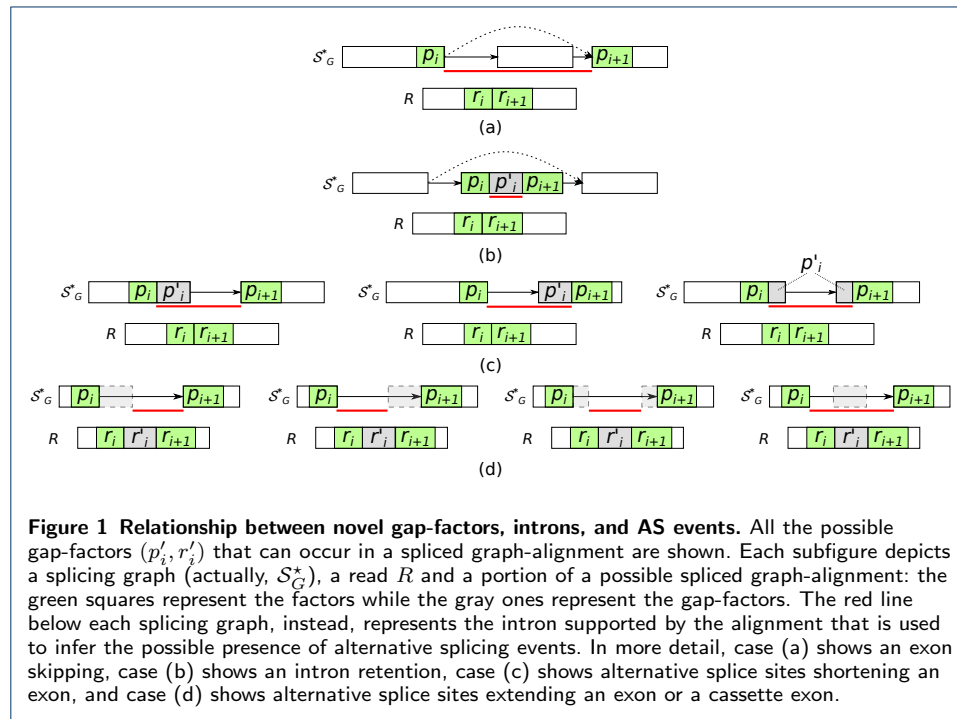 S*G pi pi+1
R ri ri+1
(a)
S*G pi p'i pi+1
R ri ri+1
(b)
p'i
S*G pi p'i pi+1 S*G pi p'i pi+1 S*G pi pi+1
R ri ri+1 R ri ri+1 R ri ri+1
(c)
S*G pi pi+1 S*G pi pi+1 S*G pi pi+1 S*G pi pi+1
R ri r'i ri+1 R ri r'i ri+1 R ri r'i ri+1 R ri r'i ri+1
(d)
Figure 1 Relationship between novel gap-factors, introns, and AS events. All the possible
gap-factors (p′i, r′i) that can occur in a spliced graph-alignment are shown. Each subfigure depicts
a splicing graph (actually, S⋆G), a read R and a portion of a possible spliced graph-alignment: the
green squares represent the factors while the gray ones represent the gap-factors. The red line
below each splicing graph, instead, represents the intron supported by the alignment that is used
to infer the possible presence of alternative splicing events. In more detail, case (a) shows an exon
skipping, case (b) shows an intron retention, case (c) shows alternative splice sites shortening an
exon, and case (d) shows alternative splice sites extending an exon or a cassette exon.